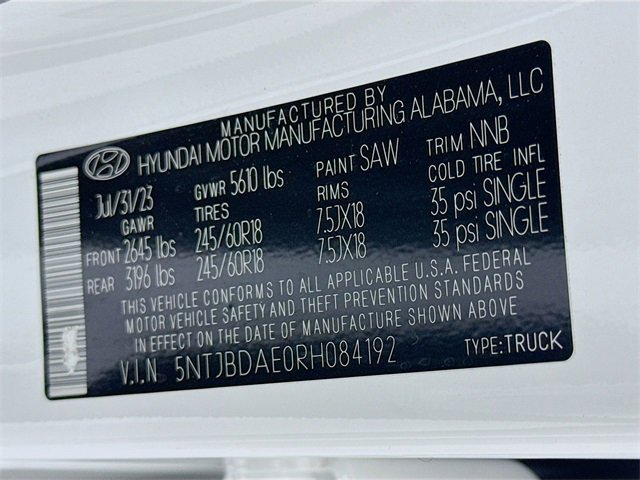 MANUFACTURED BY
HYUNDAI MOTOR MANUFACTURING ALABAMA, LLC
Jul/31/23 GVWR 5610 lbs PAINT SAW TRIM NNB
GAWR TIRES RIMS COLD TIRE INFL
FRONT 2645 lbs 245/60R18 7.5JX18 35 psi SINGLE
REAR 3196 lbs 245/60R18 7.5JX18 35 psi SINGLE
THIS VEHICLE CONFORMS TO ALL APPLICABLE U.S.A. FEDERAL
MOTOR VEHICLE SAFETY AND THEFT PREVENTION STANDARDS
IN EFFECT ON THE DATE OF MANUFACTURE SHOWN ABOVE
V.I.N 5NTJBDAE0RH084192 TYPE:TRUCK